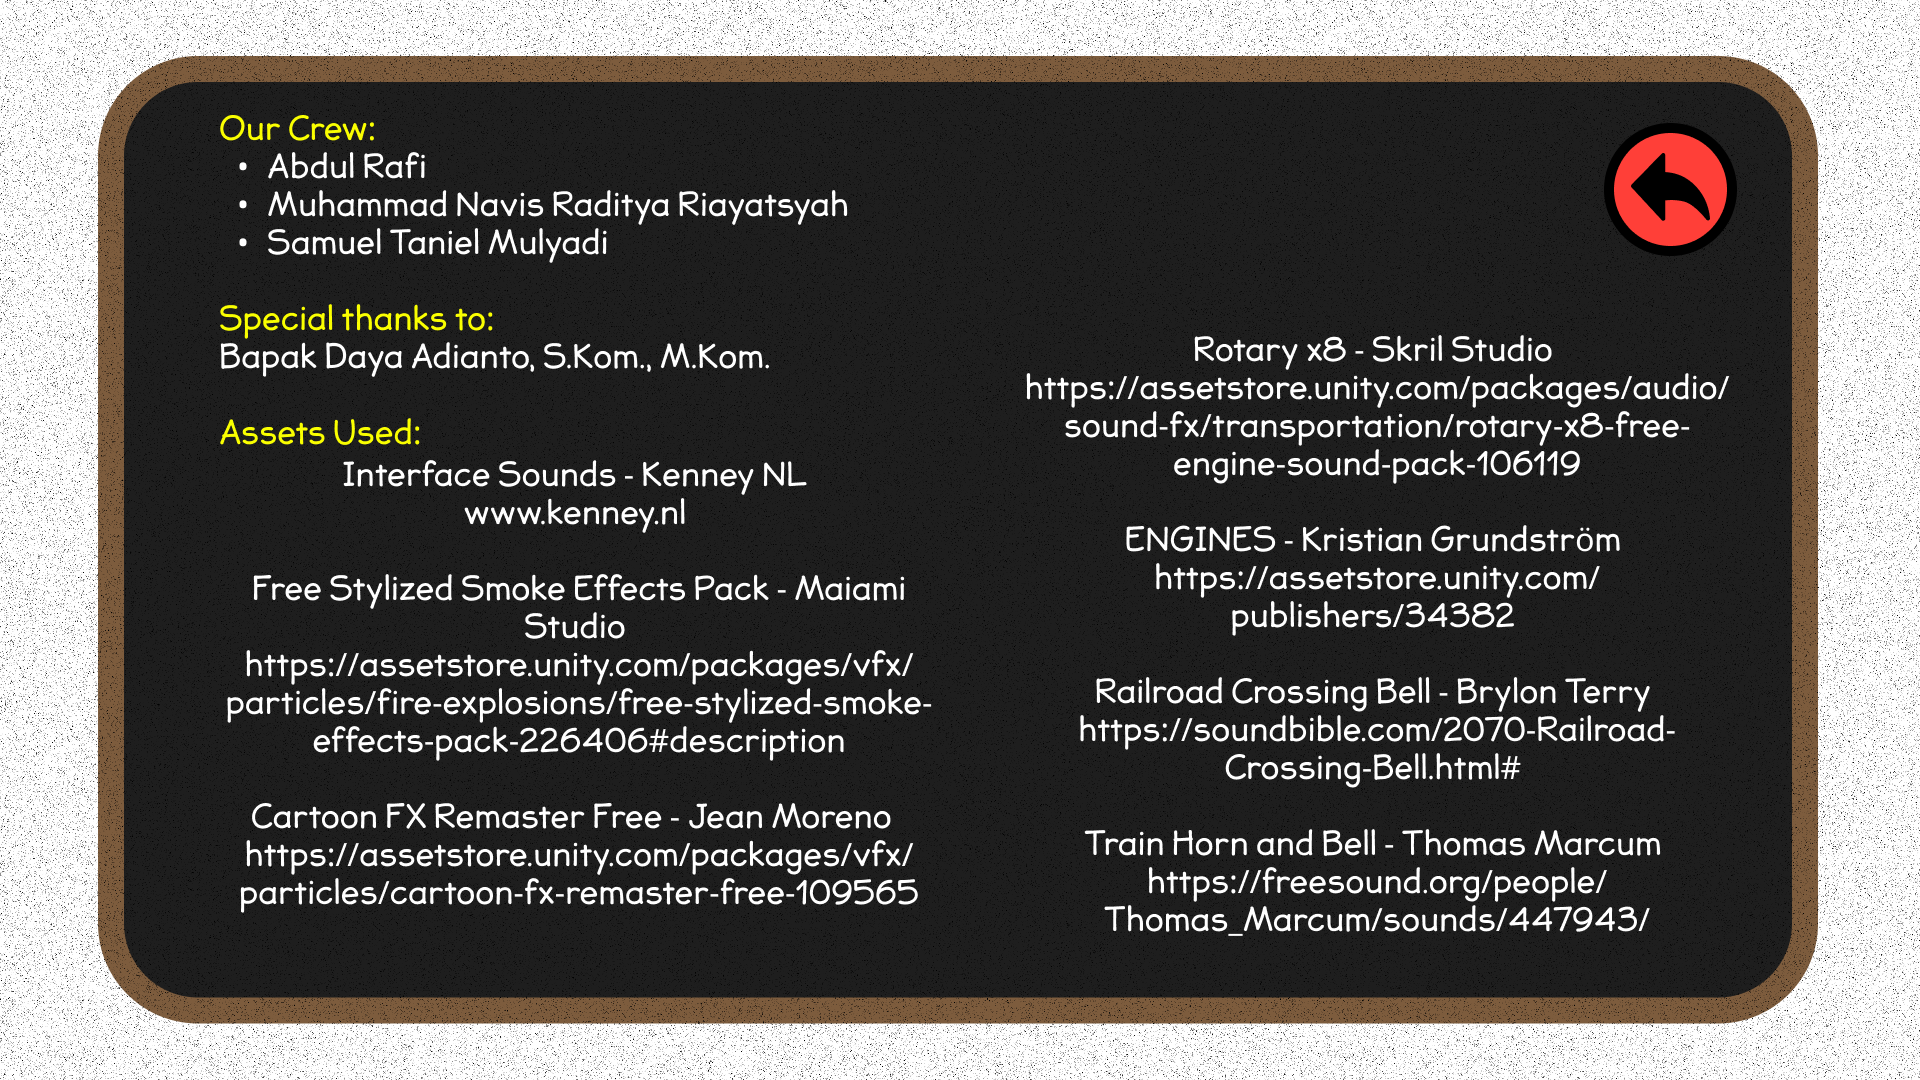 Our Crew:
• Abdul Rafi
• Muhammad Navis Raditya Riayatsyah
• Samuel Taniel Mulyadi
Special thanks to:
Bapak Daya Adianto, S.Kom., M.Kom.
Assets Used:
Interface Sounds - Kenney NL
www.kenney.nl
Free Stylized Smoke Effects Pack - Maiami
Studio
https://assetstore.unity.com/packages/vfx/
particles/fire-explosions/free-stylized-smoke-
effects-pack-226406#description
Cartoon FX Remaster Free - Jean Moreno
https://assetstore.unity.com/packages/vfx/
particles/cartoon-fx-remaster-free-109565
Rotary x8 - Skril Studio
https://assetstore.unity.com/packages/audio/
sound-fx/transportation/rotary-x8-free-
engine-sound-pack-106119
ENGINES - Kristian Grundström
https://assetstore.unity.com/
publishers/34382
Railroad Crossing Bell - Brylon Terry
https://soundbible.com/2070-Railroad-
Crossing-Bell.html#
Train Horn and Bell - Thomas Marcum
https://freesound.org/people/
Thomas_Marcum/sounds/447943/